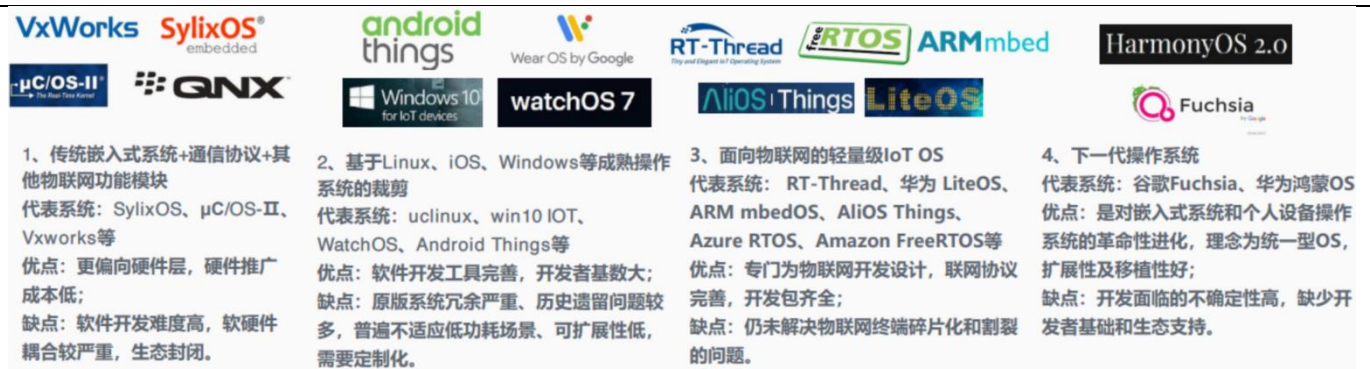 VxWorks
SylixOS®
embedded
μC/OS-II®
The Real-Time Kernel
QNX
android
things
Wear OS by Google
Windows 10
for IoT devices
watchOS 7
RT-Thread
Tiny and Elegant IoT Operating System
free RTOS
ARMmbed
AliOS Things
LiteOS
HarmonyOS 2.0
Fuchsia
by Google
1、传统嵌入式系统+通信协议+其
他物联网功能模块
代表系统：SylixOS、μC/OS-Ⅱ、
Vxworks等
优点：更偏向硬件层，硬件推广
成本低；
缺点：软件开发难度高，软硬件
耦合较严重，生态封闭。
2、基于Linux、iOS、Windows等成熟操作
系统的裁剪
代表系统：uclinux、win10 IOT、
WatchOS、Android Things等
优点：软件开发工具完善，开发者基数大；
缺点：原版系统冗余严重、历史遗留问题较
多，普遍不适应低功耗场景、可扩展性低，
需要定制化。
3、面向物联网的轻量级IoT OS
代表系统： RT-Thread、华为 LiteOS、
ARM mbedOS、AliOS Things、
Azure RTOS、Amazon FreeRTOS等
优点：专门为物联网开发设计，联网协议
完善，开发包齐全；
缺点：仍未解决物联网终端碎片化和割裂
的问题。
4、下一代操作系统
代表系统：谷歌Fuchsia、华为鸿蒙OS
优点：是对嵌入式系统和个人设备操作
系统的革命性进化，理念为统一型OS，
扩展性及移植性好；
缺点：开发面临的不确定性高，缺少开
发者基础和生态支持。